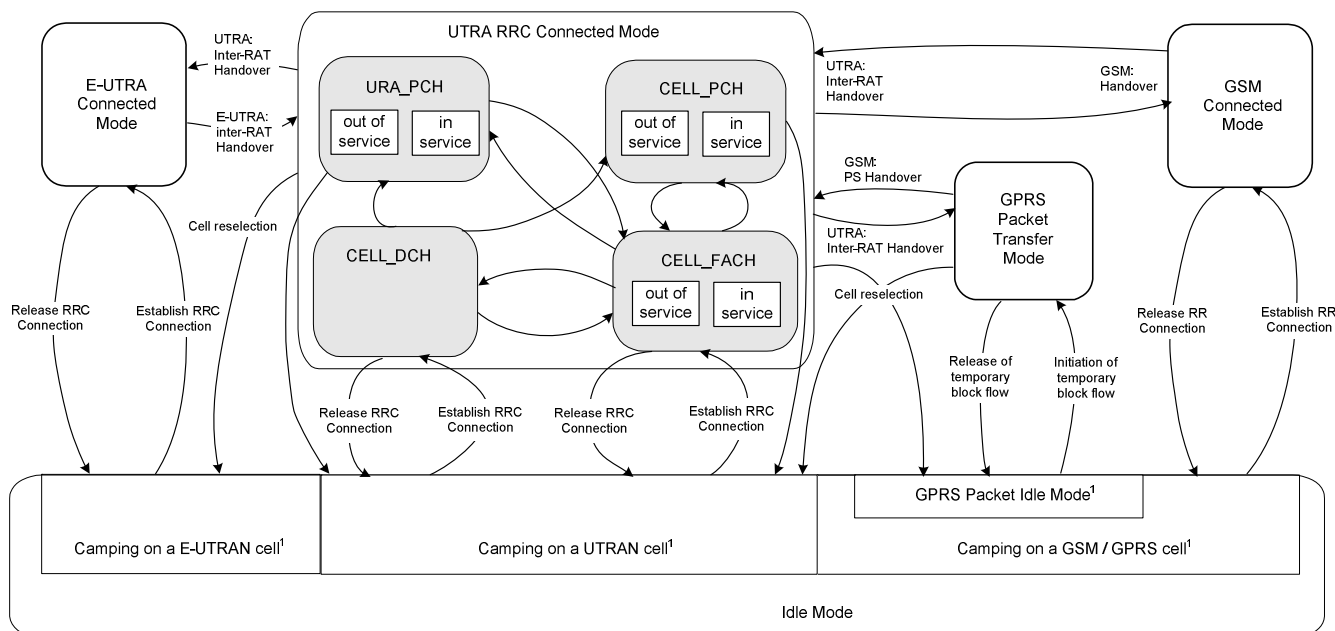 UTRA RRC Connected Mode
E-UTRA
Connected
Mode
UTRA:
Inter-RAT
Handover
E-UTRA:
inter-RAT
Handover
URA_PCH
out of
service
in
service
CELL_PCH
out of
service
in
service
CELL_DCH
CELL_FACH
out of
service
in
service
UTRA:
Inter-RAT
Handover
GSM:
Handover
GSM
Connected
Mode
GSM:
PS Handover
UTRA:
Inter-RAT Handover
GPRS
Packet
Transfer
Mode
Cell reselection
Cell reselection
Release RRC
Connection
Establish RRC
Connection
Release RRC
Connection
Establish RRC
Connection
Release RRC
Connection
Establish RRC
Connection
Release of
temporary
block flow
Initiation of
temporary
block flow
Release RR
Connection
Establish RR
Connection
GPRS Packet Idle Mode¹
Camping on a E-UTRAN cell¹
Camping on a UTRAN cell¹
Camping on a GSM / GPRS cell¹
Idle Mode